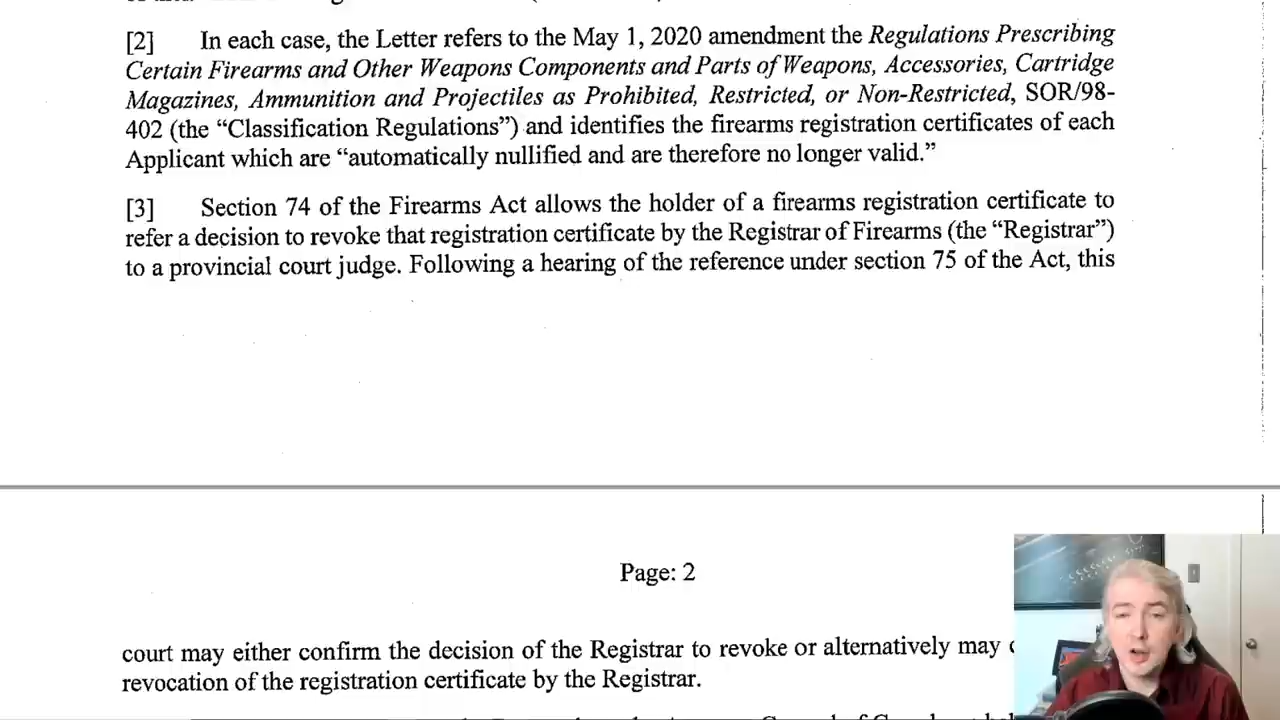 [2] In each case, the Letter refers to the May 1, 2020 amendment the Regulations Prescribing
Certain Firearms and Other Weapons Components and Parts of Weapons, Accessories, Cartridge
Magazines, Ammunition and Projectiles as Prohibited, Restricted, or Non-Restricted, SOR/98-
402 (the “Classification Regulations”) and identifies the firearms registration certificates of each
Applicant which are “automatically nullified and are therefore no longer valid.”
[3] Section 74 of the Firearms Act allows the holder of a firearms registration certificate to
refer a decision to revoke that registration certificate by the Registrar of Firearms (the “Registrar”)
to a provincial court judge. Following a hearing of the reference under section 75 of the Act, this
Page: 2
court may either confirm the decision of the Registrar to revoke or alternatively may
revocation of the registration certificate by the Registrar.